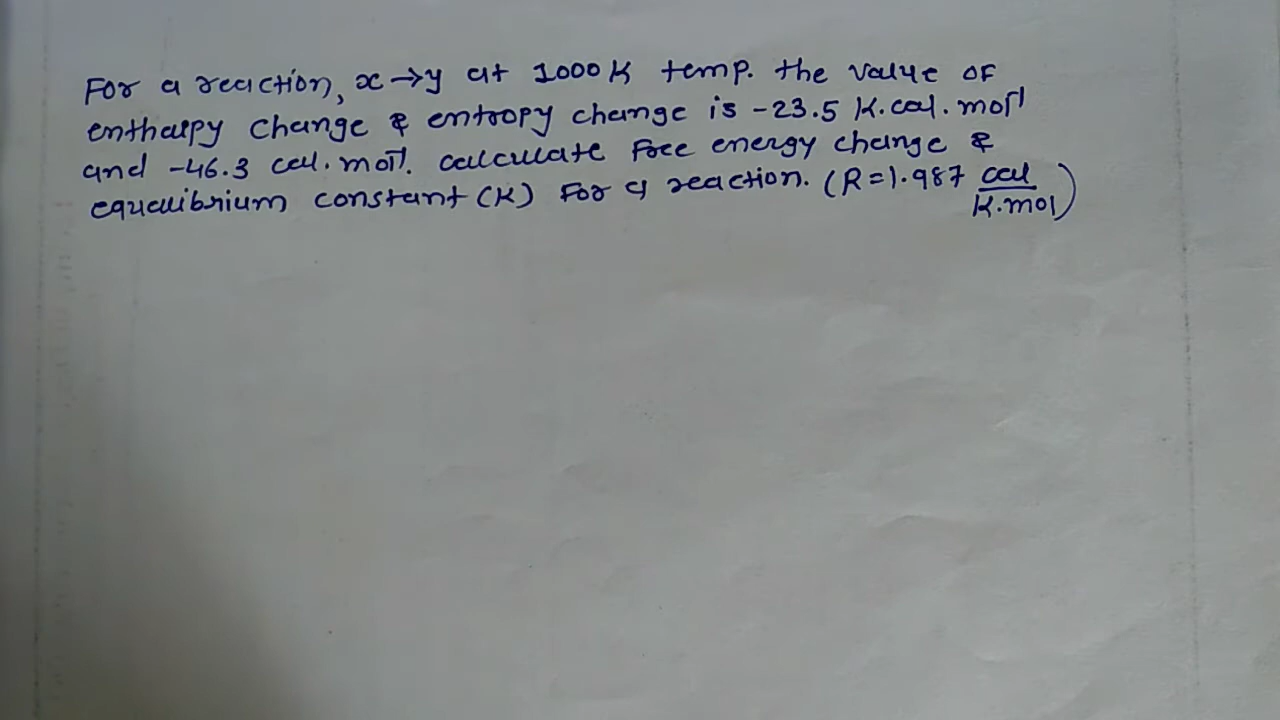 For a reaction, x→y at 1000K temp. the value OF
enthalpy change & entropy change is -23.5 K.cal.mol⁻¹
and -46.3 cal.mol⁻¹. calculate free energy change &
equilibrium constant (K) For a reaction. (R=1.987 cal/K.mol)